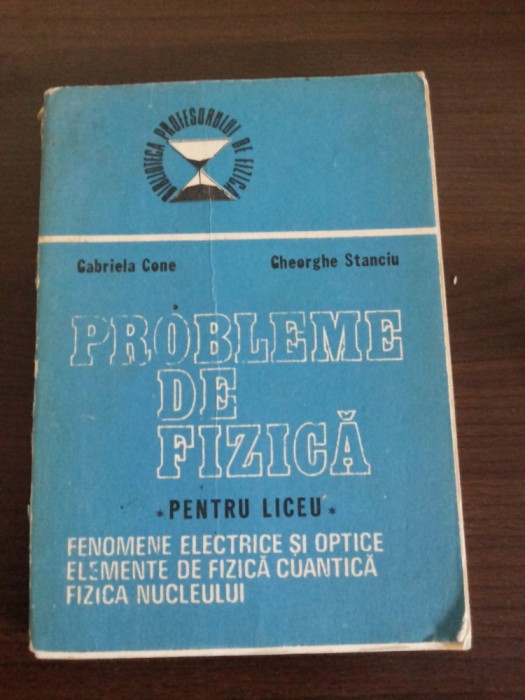 BIBLIOTECA PROFESORULUI DE FIZICĂ
Gabriela Cone
Gheorghe Stanciu
PROBLEME
DE
FIZICĂ
* PENTRU LICEU *
FENOMENE ELECTRICE ȘI OPTICE
ELEMENTE DE FIZICĂ CUANTICĂ
FIZICA NUCLEULUI